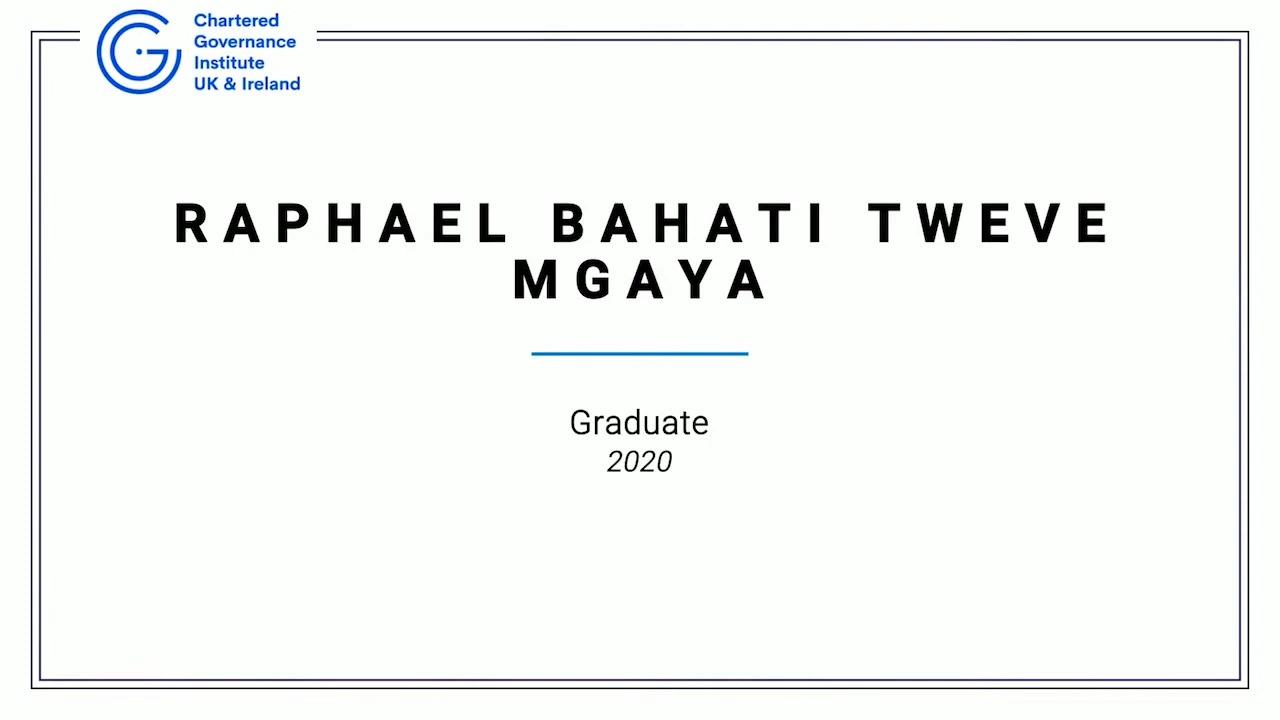 Chartered
Governance
Institute
UK & Ireland
RAPHAEL BAHATI TWEVE
MGAYA
Graduate
2020